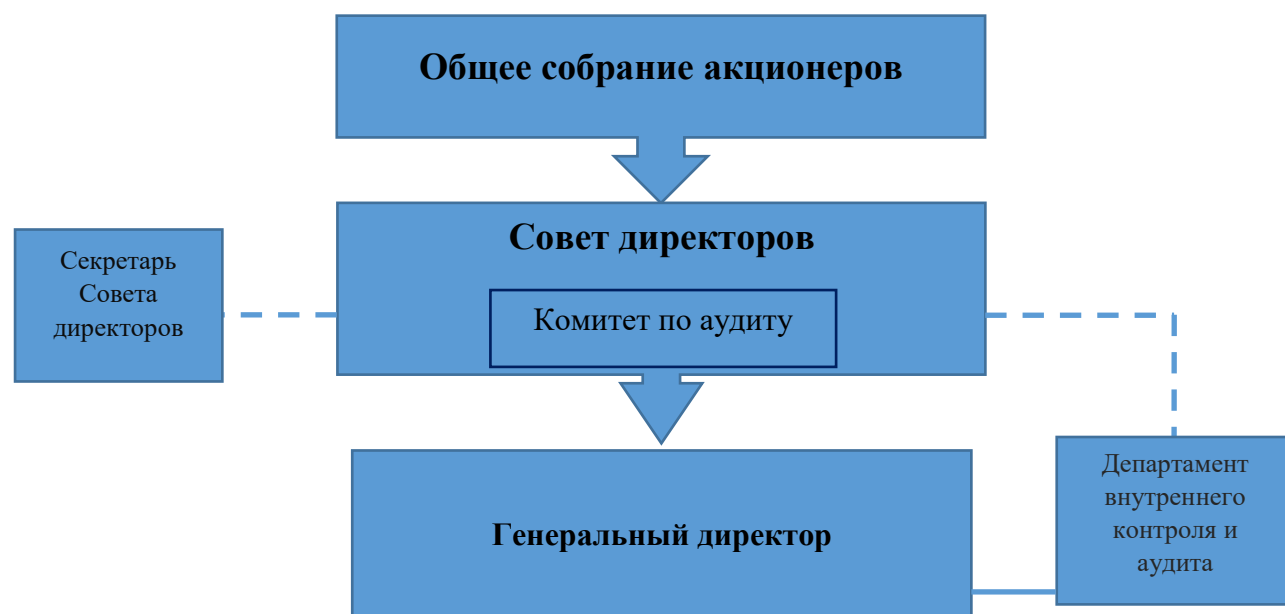 Общее собрание акционеров
Совет директоров
Комитет по аудиту
Секретарь
Совета
директоров
Генеральный директор
Департамент
внутреннего
контроля и
аудита